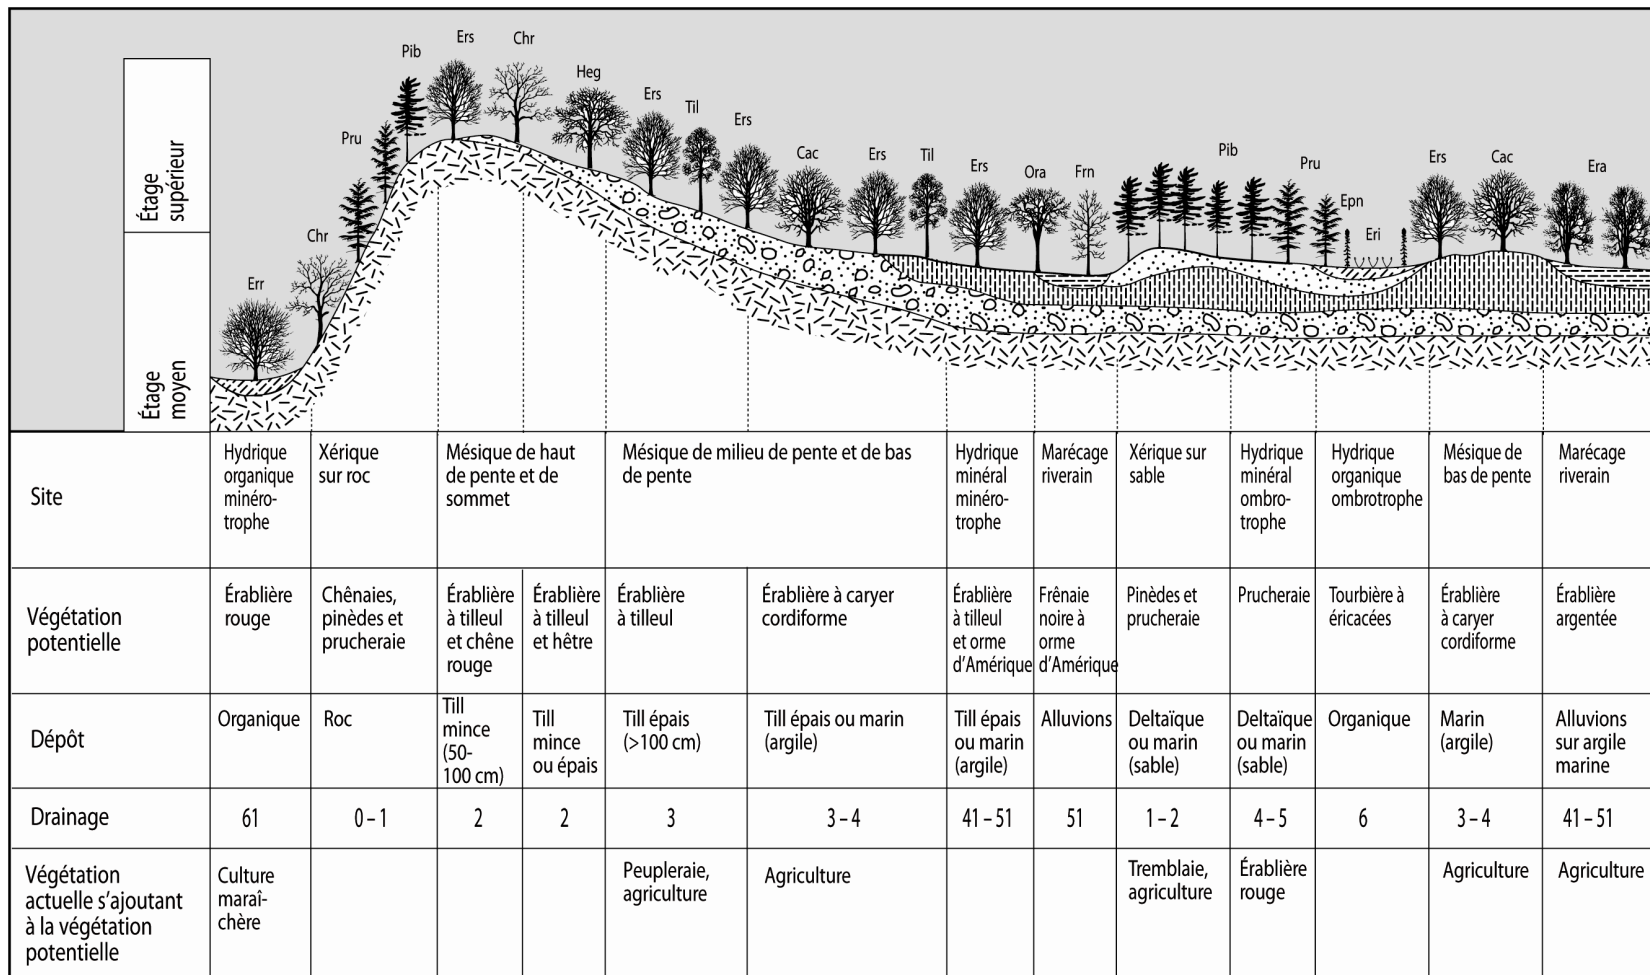 Étage
supérieur
Étage
moyen
Err
Chr
Pru
Pib
Ers
Chr
Heg
Ers
Til
Ers
Cac
Ers
Til
Ers
Ora
Frn
Pib
Pru
Epn
Eri
Ers
Cac
Era
Site
Hydrique
organique
minéro-
trophe
Xérique
sur roc
Mésique de haut
de pente et de
sommet
Mésique de milieu de pente et de bas
de pente
Hydrique
minéral
minéro-
trophe
Marécage
riverain
Xérique sur
sable
Hydrique
minéral
ombro-
trophe
Hydrique
organique
ombrotrophe
Mésique de
bas de pente
Marécage
riverain
Végétation
potentielle
Érablière
rouge
Chênaies,
pinèdes et
prucheraie
Érablière
à tilleul
et chêne
rouge
Érablière
à tilleul
et hêtre
Érablière
à tilleul
Érablière à caryer
cordiforme
Érablière
à tilleul
et orme
d'Amérique
Frênaie
noire à
orme
d'Amérique
Pinèdes et
prucheraie
Prucheraie
Tourbière à
éricacées
Érablière
à caryer
cordiforme
Érablière
argentée
Dépôt
Organique
Roc
Till
mince
(50-
100 cm)
Till
mince
ou épais
Till épais
(>100 cm)
Till épais ou marin
(argile)
Till épais
ou marin
(argile)
Alluvions
Deltaïque
ou marin
(sable)
Deltaïque
ou marin
(sable)
Organique
Marin
(argile)
Alluvions
sur argile
marine
Drainage
61
0 – 1
2
2
3
3 – 4
41 – 51
51
1 – 2
4 – 5
6
3 – 4
41 – 51
Végétation
actuelle s'ajoutant
à la végétation
potentielle
Culture
maraî-
chère
Peupleraie,
agriculture
Agriculture
Tremblaie,
agriculture
Érablière
rouge
Agriculture
Agriculture